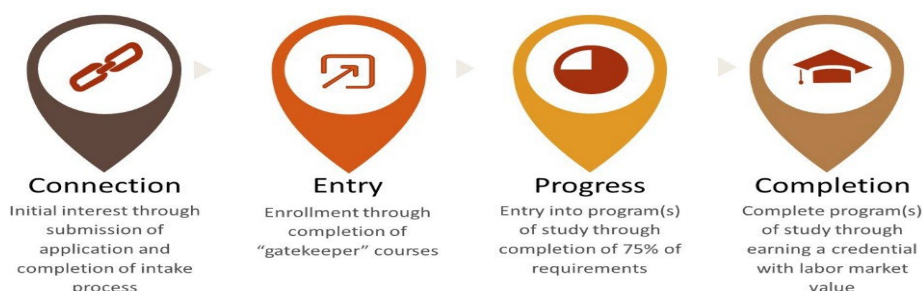 Connection
Initial interest through
submission of
application and
completion of intake
process
Entry
Enrollment through
completion of
“gatekeeper” courses
Progress
Entry into program(s)
of study through
completion of 75% of
requirements
Completion
Complete program(s)
of study through
earning a credential
with labor market
value